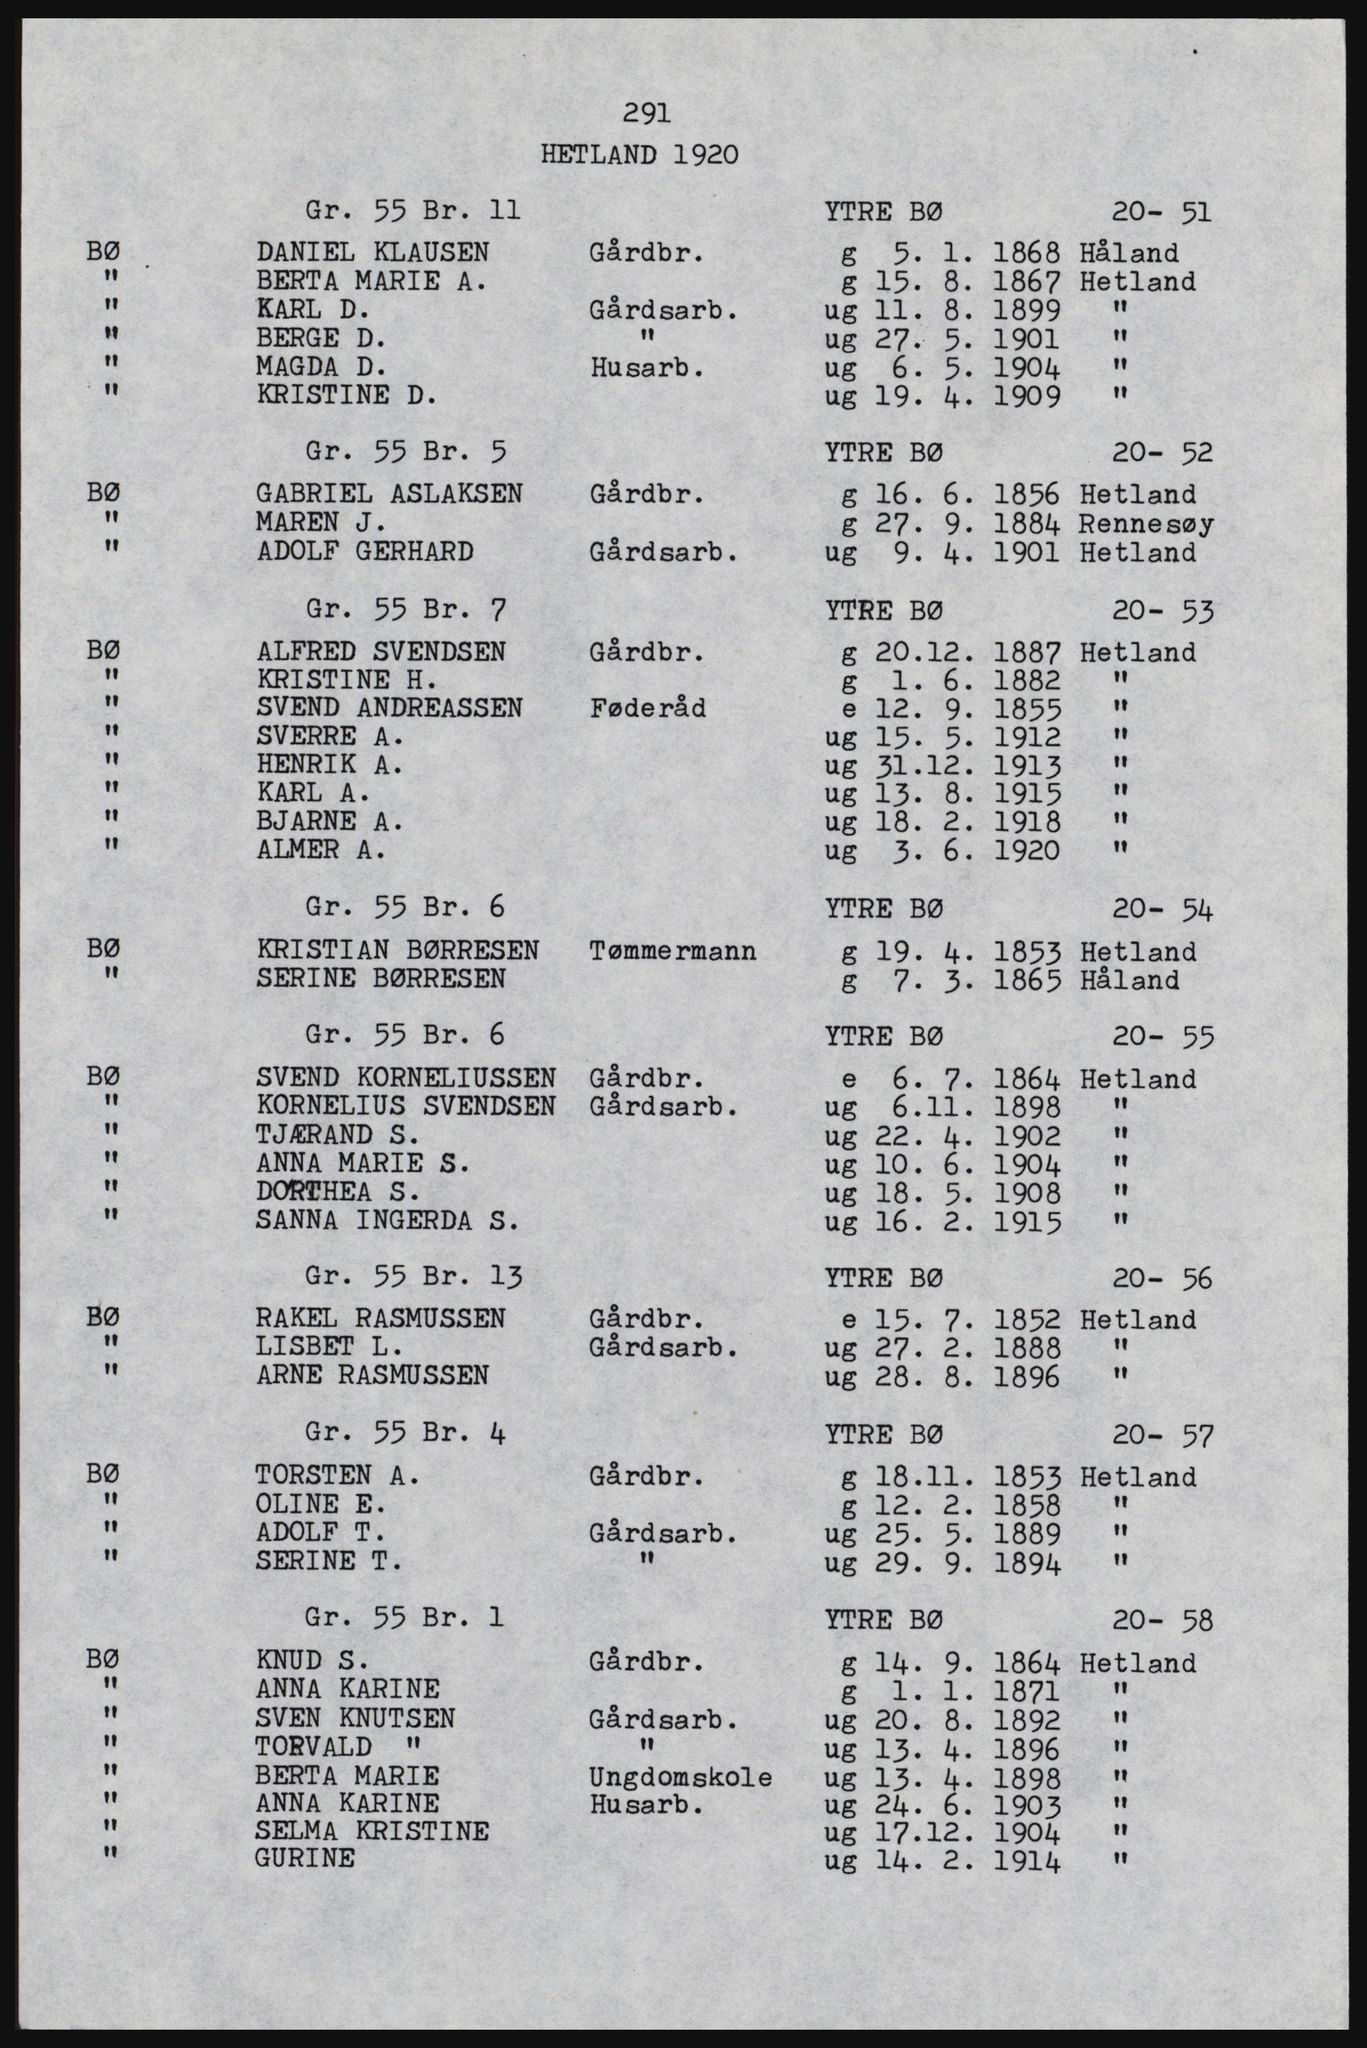 291
HETLAND 1920
Gr. 55 Br. 11 YTRE BØ 20- 51
BØ DANIEL KLAUSEN Gårdbr. g 5. 1. 1868 Håland
" BERTA MARIE A. g 15. 8. 1867 Hetland
" KARL D. Gårdsarb. ug 11. 8. 1899 "
" BERGE D. " ug 27. 5. 1901 "
" MAGDA D. Husarb. ug 6. 5. 1904 "
" KRISTINE D. ug 19. 4. 1909 "
Gr. 55 Br. 5 YTRE BØ 20- 52
BØ GABRIEL ASLAKSEN Gårdbr. g 16. 6. 1856 Hetland
" MAREN J. g 27. 9. 1884 Rennesøy
" ADOLF GERHARD Gårdsarb. ug 9. 4. 1901 Hetland
Gr. 55 Br. 7 YTRE BØ 20- 53
BØ ALFRED SVENDSEN Gårdbr. g 20.12. 1887 Hetland
" KRISTINE H. g 1. 6. 1882 "
" SVEND ANDREASSEN Føderåd e 12. 9. 1855 "
" SVERRE A. ug 15. 5. 1912 "
" HENRIK A. ug 31.12. 1913 "
" KARL A. ug 13. 8. 1915 "
" BJARNE A. ug 18. 2. 1918 "
" ALMER A. ug 3. 6. 1920 "
Gr. 55 Br. 6 YTRE BØ 20- 54
BØ KRISTIAN BØRRESEN Tømmermann g 19. 4. 1853 Hetland
" SERINE BØRRESEN g 7. 3. 1865 Håland
Gr. 55 Br. 6 YTRE BØ 20- 55
BØ SVEND KORNELIUSSEN Gårdbr. e 6. 7. 1864 Hetland
" KORNELIUS SVENDSEN Gårdsarb. ug 6.11. 1898 "
" TJÆRAND S. ug 22. 4. 1902 "
" ANNA MARIE S. ug 10. 6. 1904 "
" DORTHEA S. ug 18. 5. 1908 "
" SANNA INGERDA S. ug 16. 2. 1915 "
Gr. 55 Br. 13 YTRE BØ 20- 56
BØ RAKEL RASMUSSEN Gårdbr. e 15. 7. 1852 Hetland
" LISBET L. Gårdsarb. ug 27. 2. 1888 "
" ARNE RASMUSSEN ug 28. 8. 1896 "
Gr. 55 Br. 4 YTRE BØ 20- 57
BØ TORSTEN A. Gårdbr. g 18.11. 1853 Hetland
" OLINE E. g 12. 2. 1858 "
" ADOLF T. Gårdsarb. ug 25. 5. 1889 "
" SERINE T. " ug 29. 9. 1894 "
Gr. 55 Br. 1 YTRE BØ 20- 58
BØ KNUD S. Gårdbr. g 14. 9. 1864 Hetland
" ANNA KARINE g 1. 1. 1871 "
" SVEN KNUTSEN Gårdsarb. ug 20. 8. 1892 "
" TORVALD " " ug 13. 4. 1896 "
" BERTA MARIE Ungdomskole ug 13. 4. 1898 "
" ANNA KARINE Husarb. ug 24. 6. 1903 "
" SELMA KRISTINE ug 17.12. 1904 "
" GURINE ug 14. 2. 1914 "